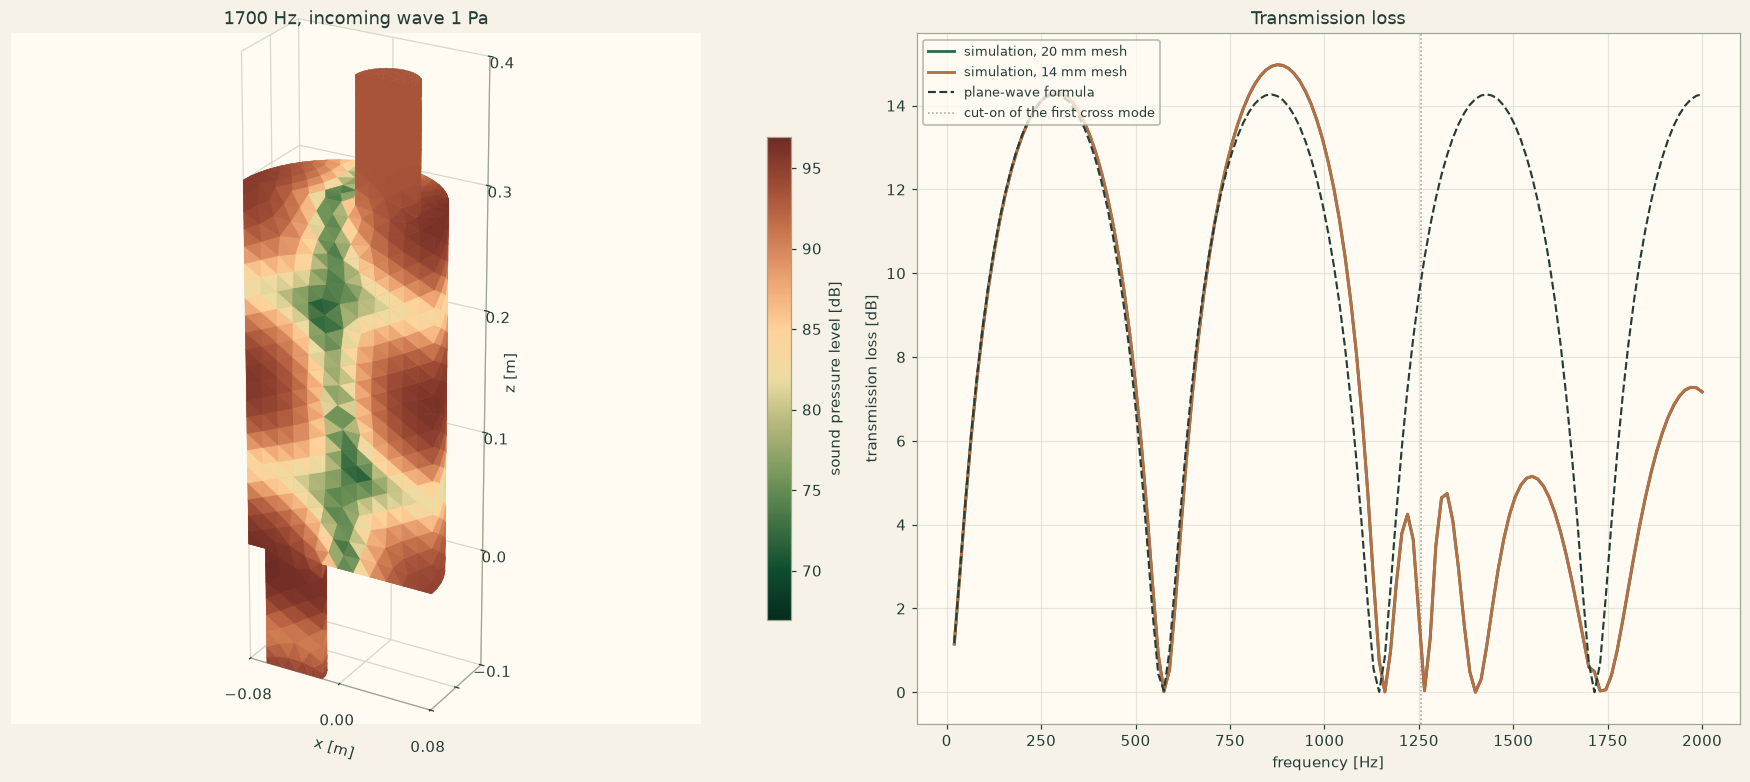 1700 Hz, incoming wave 1 Pa
0.4
0.3
0.2
0.1
0.0
−0.1
z [m]
−0.08
0.00
0.08
x [m]
95
90
85
80
75
70
sound pressure level [dB]
Transmission loss
simulation, 20 mm mesh
simulation, 14 mm mesh
plane-wave formula
cut-on of the first cross mode
14
12
10
8
6
4
2
0
transmission loss [dB]
0
250
500
750
1000
1250
1500
1750
2000
frequency [Hz]